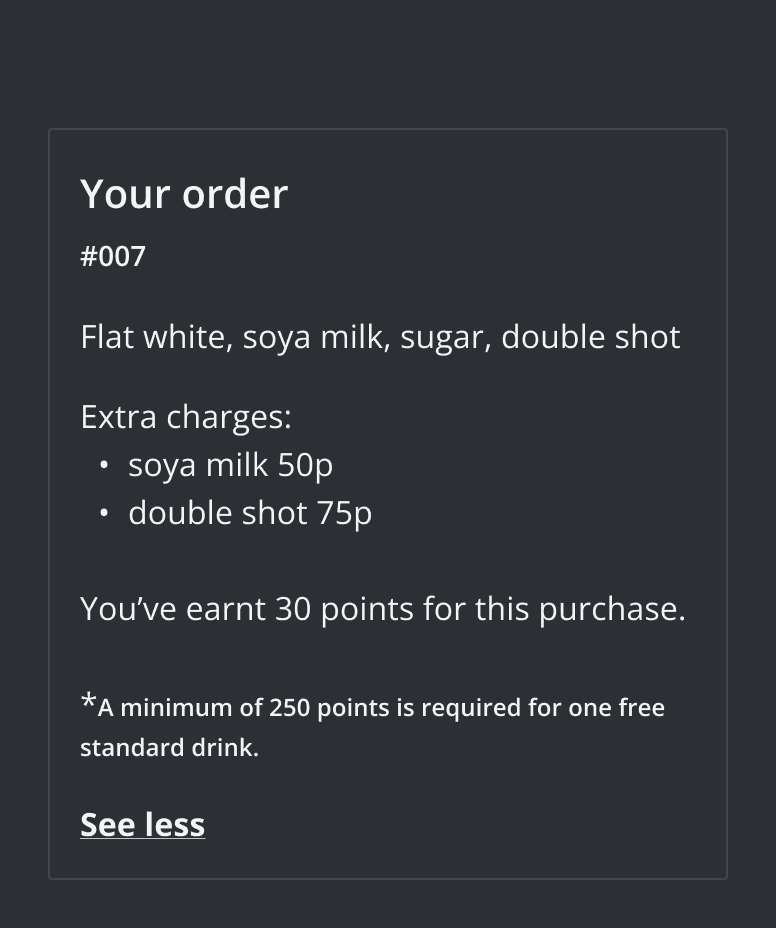 Your order
#007
Flat white, soya milk, sugar, double shot
Extra charges:
• soya milk 50p
• double shot 75p
You’ve earnt 30 points for this purchase.
*A minimum of 250 points is required for one free
standard drink.
See less